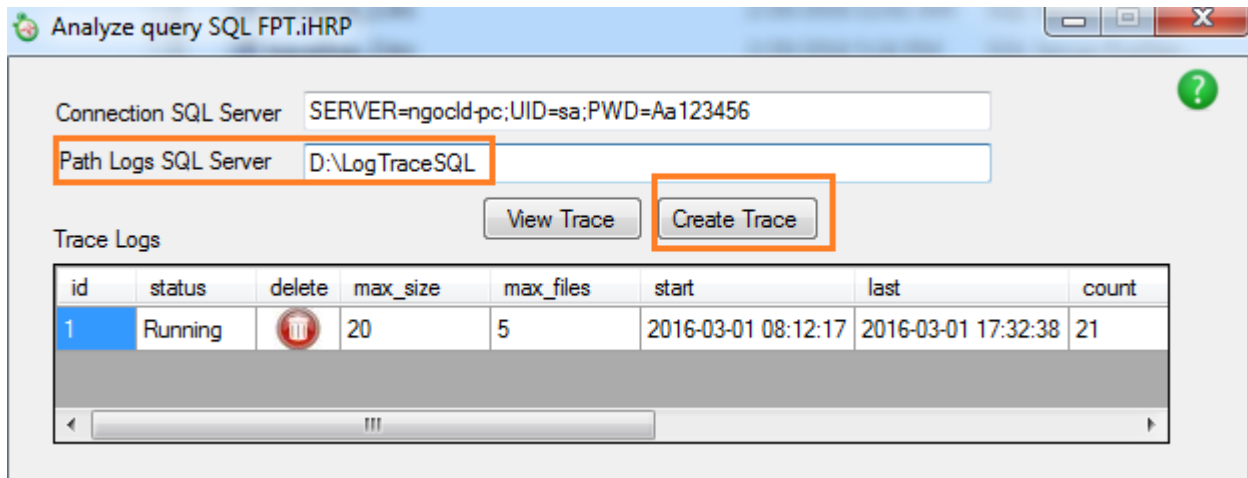 Analyze query SQL FPT.iHRP
Connection SQL Server SERVER=ngocld-pc;UID=sa;PWD=Aa123456
Path Logs SQL Server D:\LogTraceSQL
View Trace Create Trace
Trace Logs
id status delete max_size max_files start last count
1 Running 20 5 2016-03-01 08:12:17 2016-03-01 17:32:38 21